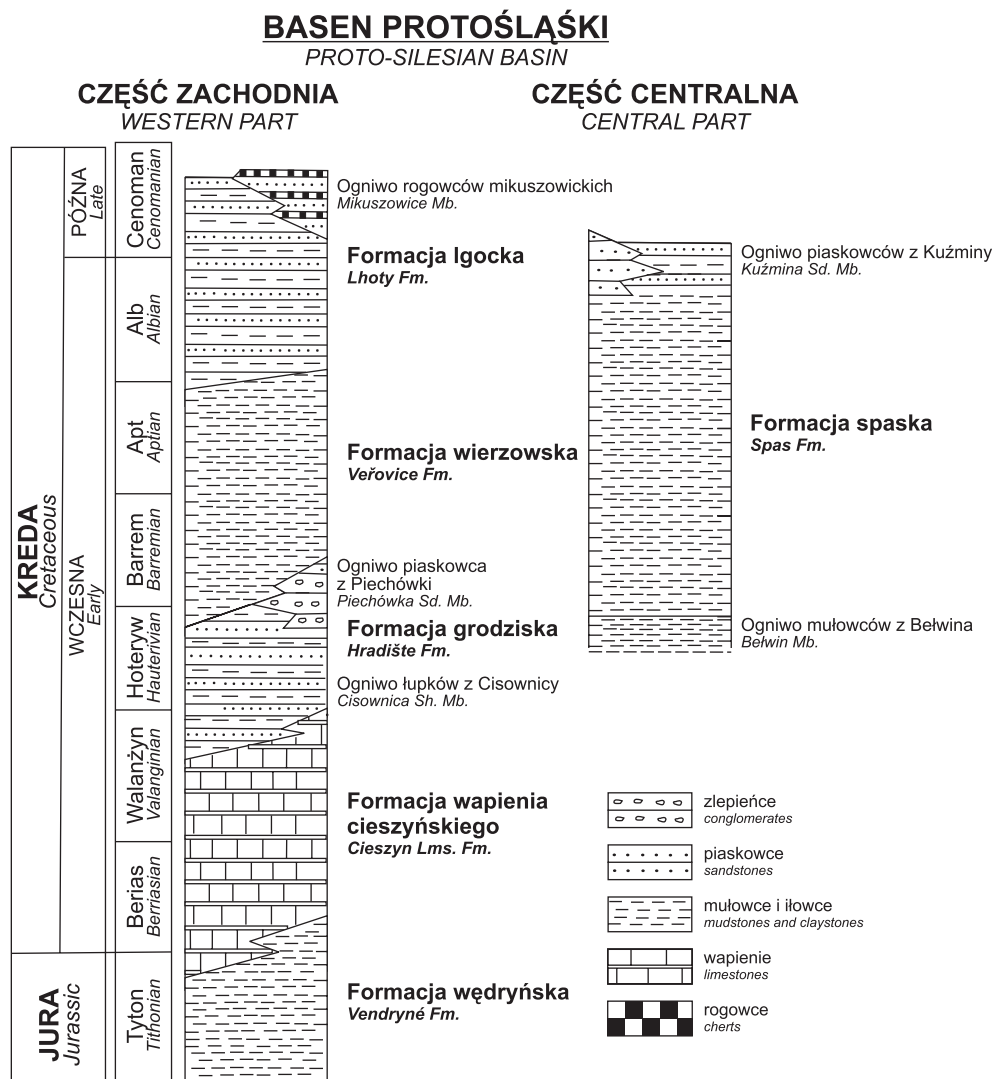 BASEN PROTOŚLĄŚKI
PROTO-SILESIAN BASIN
CZĘŚĆ ZACHODNIA
WESTERN PART
CZĘŚĆ CENTRALNA
CENTRAL PART
KREDA
Cretaceous
PÓŹNA
Late
WCZESNA
Early
JURA
Jurassic
Cenoman
Cenomanian
Alb
Albian
Apt
Aptian
Barrem
Barremian
Hoteryw
Hauterivian
Walanżyn
Valanginian
Berias
Berriasian
Tyton
Tithonian
Ogniwo rogowców mikuszowickich
Mikuszowice Mb.
Formacja lgocka
Lhoty Fm.
Formacja wierzowska
Veřovice Fm.
Ogniwo piaskowca
z Piechówki
Piechówka Sd. Mb.
Formacja grodziska
Hradište Fm.
Ogniwo łupków z Cisownicy
Cisownica Sh. Mb.
Formacja wapienia
cieszyńskiego
Cieszyn Lms. Fm.
Formacja wędryńska
Vendryné Fm.
Ogniwo piaskowców z Kuźminy
Kuźmina Sd. Mb.
Formacja spaska
Spas Fm.
Ogniwo mułowców z Bełwina
Bełwin Mb.
zlepieńce
conglomerates
piaskowce
sandstones
mułowce i iłowce
mudstones and claystones
wapienie
limestones
rogowce
cherts